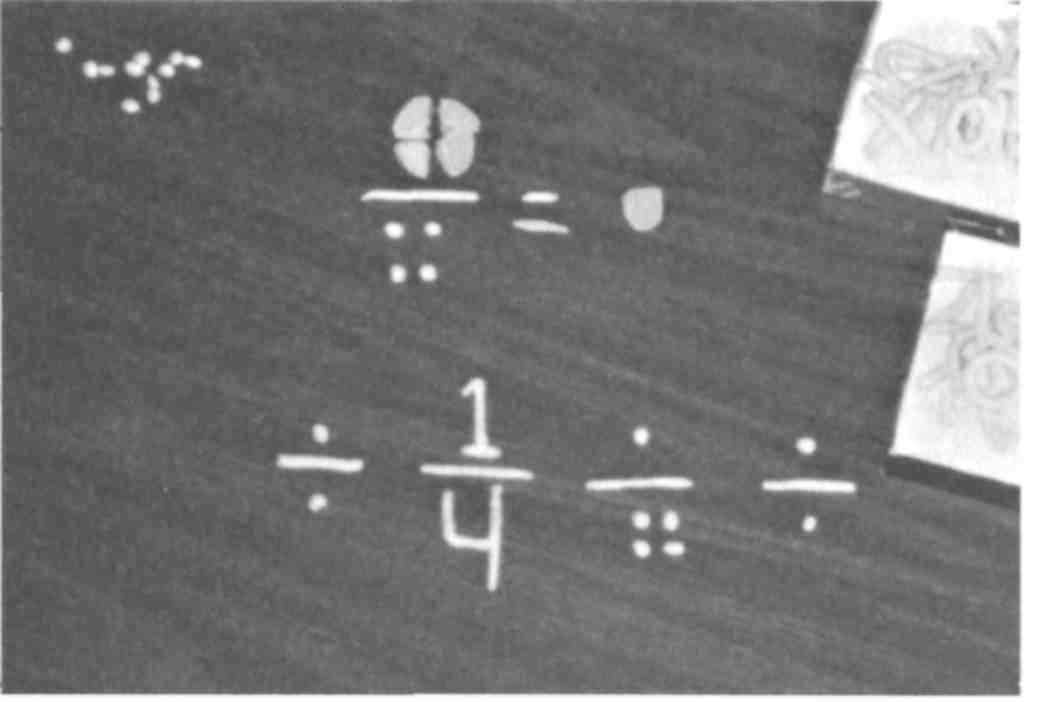 =
÷ 1/4 ÷